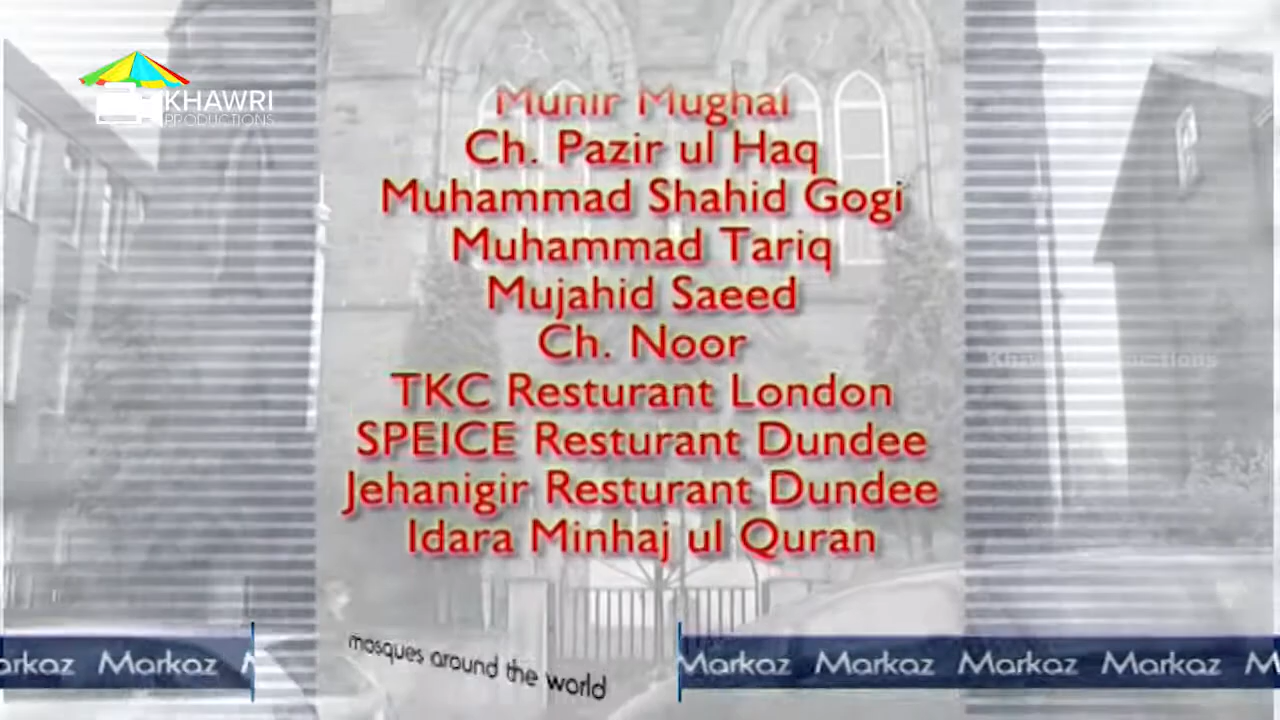 KHAWRI
PRODUCTIONS
Munir Mughal
Ch. Pazir ul Haq
Muhammad Shahid Gogi
Muhammad Tariq
Mujahid Saeed
Ch. Noor
TKC Resturant London
SPEICE Resturant Dundee
Jehanigir Resturant Dundee
Idara Minhaj ul Quran
mosques around the world
Markaz
Markaz Markaz Markaz Markaz